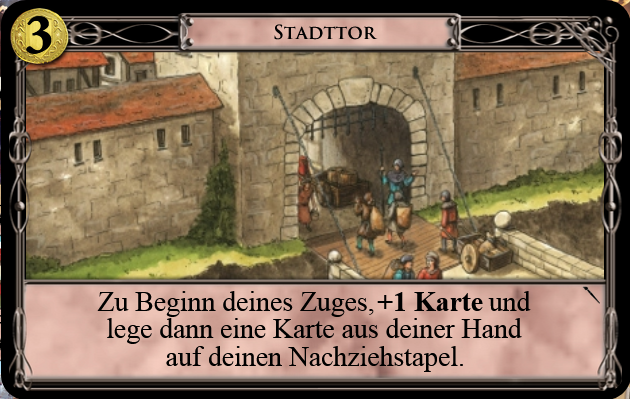 3
STADTTOR
Zu Beginn deines Zuges, +1 Karte und
lege dann eine Karte aus deiner Hand
auf deinen Nachziehstapel.